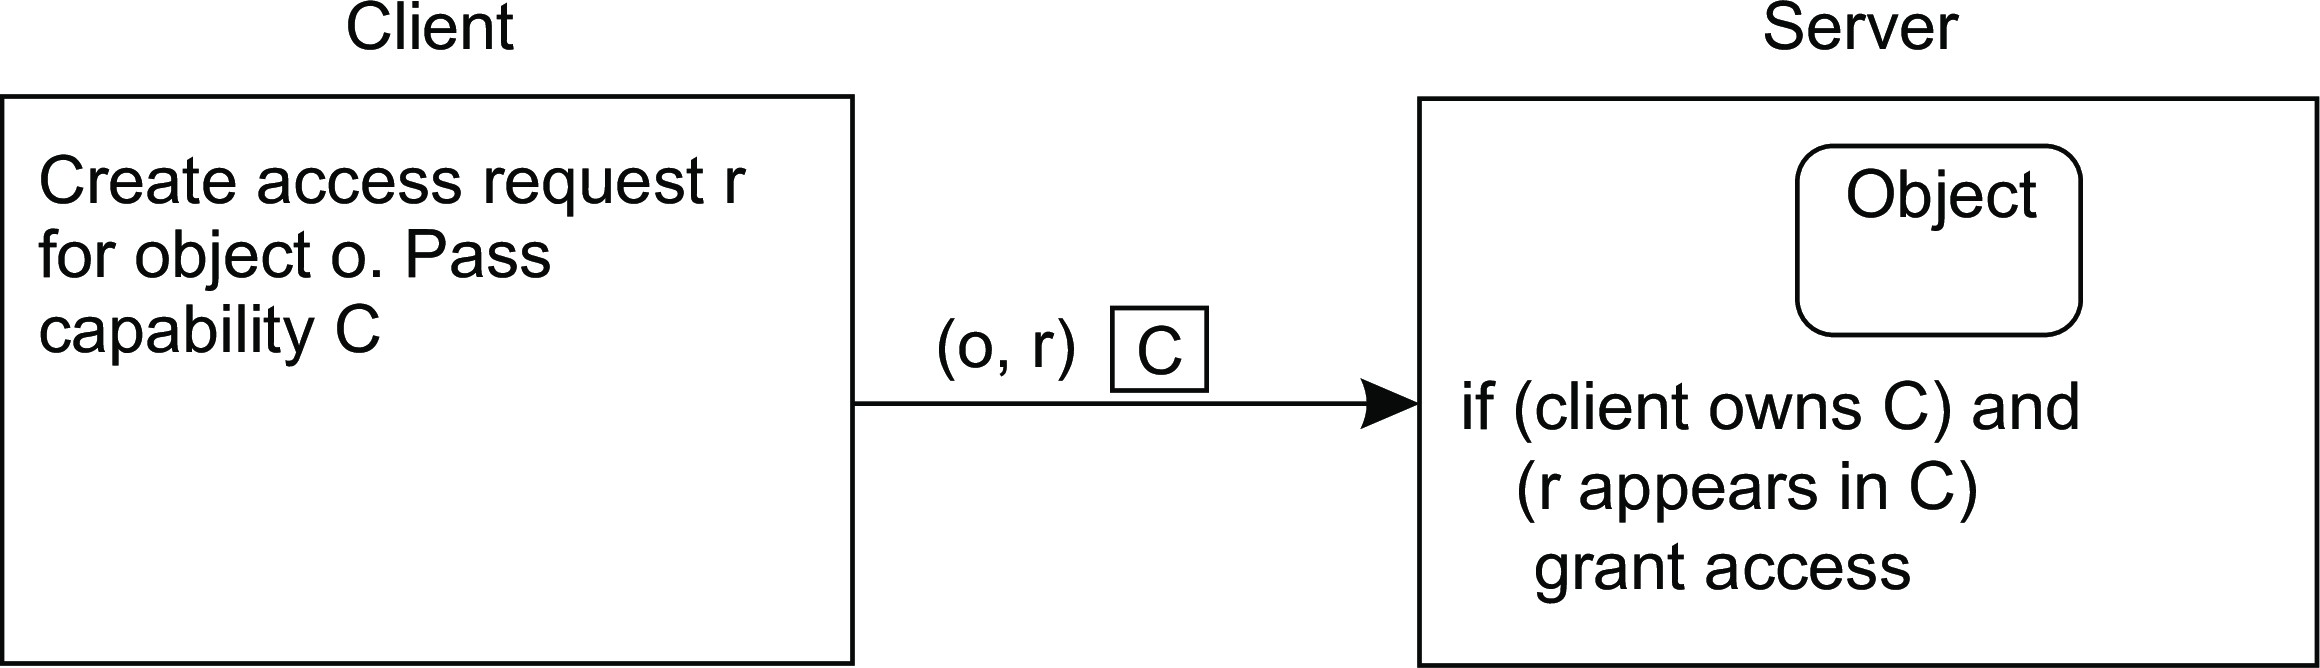 Client
Create access request r
for object o. Pass
capability C
(o, r) C
Server
Object
if (client owns C) and
(r appears in C)
grant access